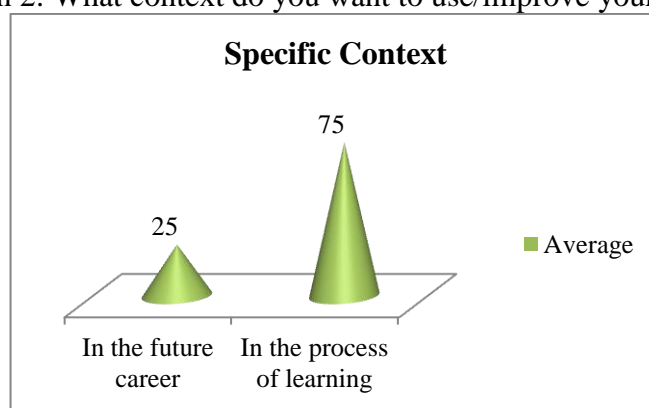 2. What context do you want to use/improve your
Specific Context
75
25
Average
In the future career
In the process of learning